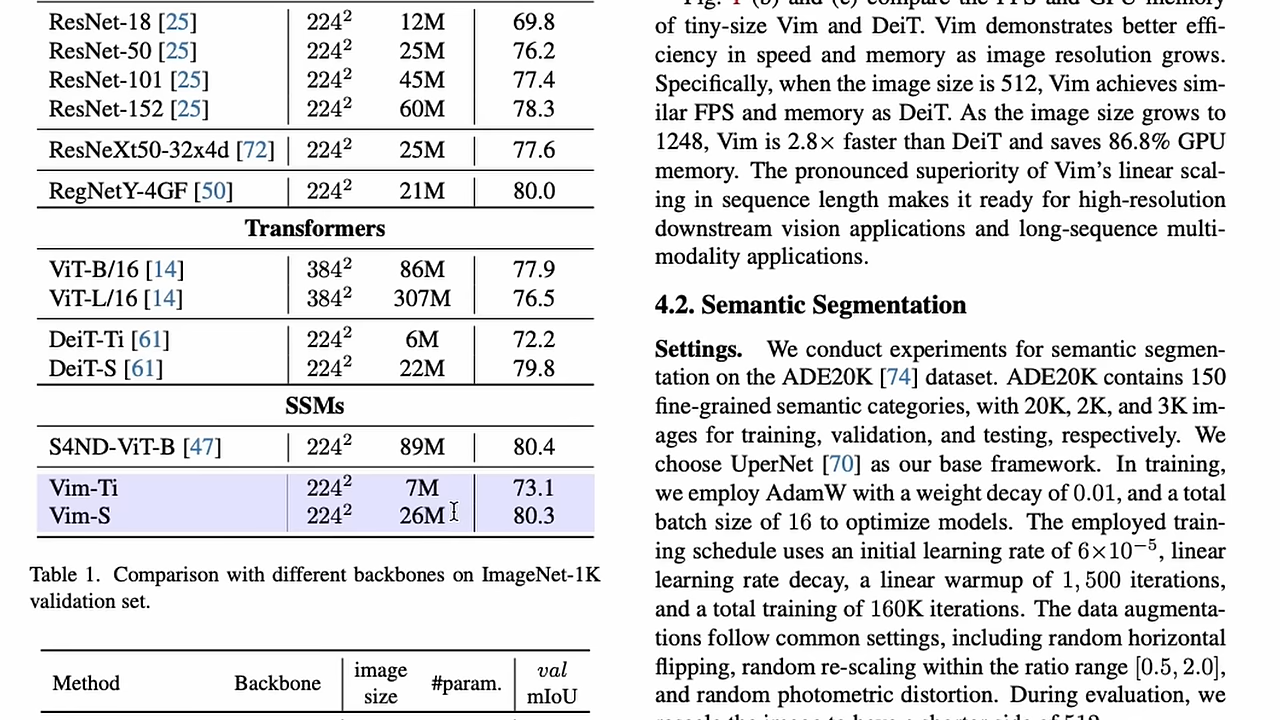 ResNet-18 [25] 224² 12M 69.8
ResNet-50 [25] 224² 25M 76.2
ResNet-101 [25] 224² 45M 77.4
ResNet-152 [25] 224² 60M 78.3
ResNeXt50-32x4d [72] 224² 25M 77.6
RegNetY-4GF [50] 224² 21M 80.0
Transformers
ViT-B/16 [14] 384² 86M 77.9
ViT-L/16 [14] 384² 307M 76.5
DeiT-Ti [61] 224² 6M 72.2
DeiT-S [61] 224² 22M 79.8
SSMs
S4ND-ViT-B [47] 224² 89M 80.4
Vim-Ti 224² 7M 73.1
Vim-S 224² 26M 80.3
Table 1. Comparison with different backbones on ImageNet-1K
validation set.
Method Backbone image size #param. val mIoU
Fig. 1 (b) and (c) compare the FPS and GPU memory
of tiny-size Vim and DeiT. Vim demonstrates better effi-
ciency in speed and memory as image resolution grows.
Specifically, when the image size is 512, Vim achieves sim-
ilar FPS and memory as DeiT. As the image size grows to
1248, Vim is 2.8× faster than DeiT and saves 86.8% GPU
memory. The pronounced superiority of Vim's linear scal-
ing in sequence length makes it ready for high-resolution
downstream vision applications and long-sequence multi-
modality applications.
4.2. Semantic Segmentation
Settings. We conduct experiments for semantic segmen-
tation on the ADE20K [74] dataset. ADE20K contains 150
fine-grained semantic categories, with 20K, 2K, and 3K im-
ages for training, validation, and testing, respectively. We
choose UperNet [70] as our base framework. In training,
we employ AdamW with a weight decay of 0.01, and a total
batch size of 16 to optimize models. The employed train-
ing schedule uses an initial learning rate of 6×10⁻⁵, linear
learning rate decay, a linear warmup of 1, 500 iterations,
and a total training of 160K iterations. The data augmenta-
tions follow common settings, including random horizontal
flipping, random re-scaling within the ratio range [0.5, 2.0],
and random photometric distortion. During evaluation, we